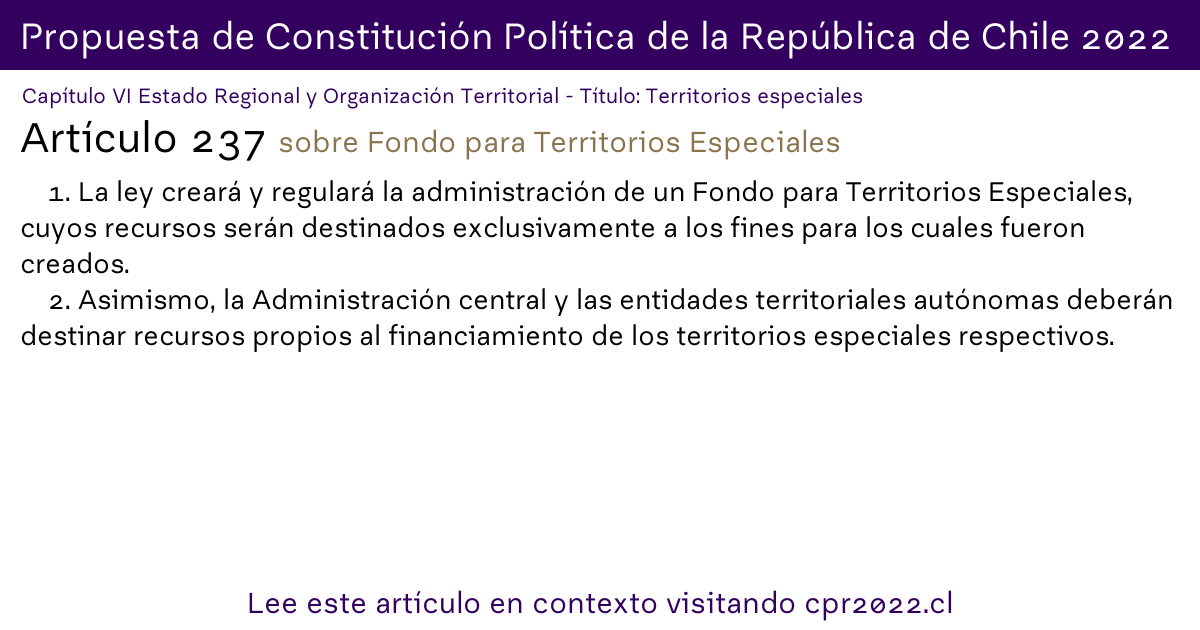 Propuesta de Constitución Política de la República de Chile 2022
Capítulo VI Estado Regional y Organización Territorial - Título: Territorios especiales
Artículo 237 sobre Fondo para Territorios Especiales
1. La ley creará y regulará la administración de un Fondo para Territorios Especiales,
cuyos recursos serán destinados exclusivamente a los fines para los cuales fueron
creados.
2. Asimismo, la Administración central y las entidades territoriales autónomas deberán
destinar recursos propios al financiamiento de los territorios especiales respectivos.
Lee este artículo en contexto visitando cpr2022.cl